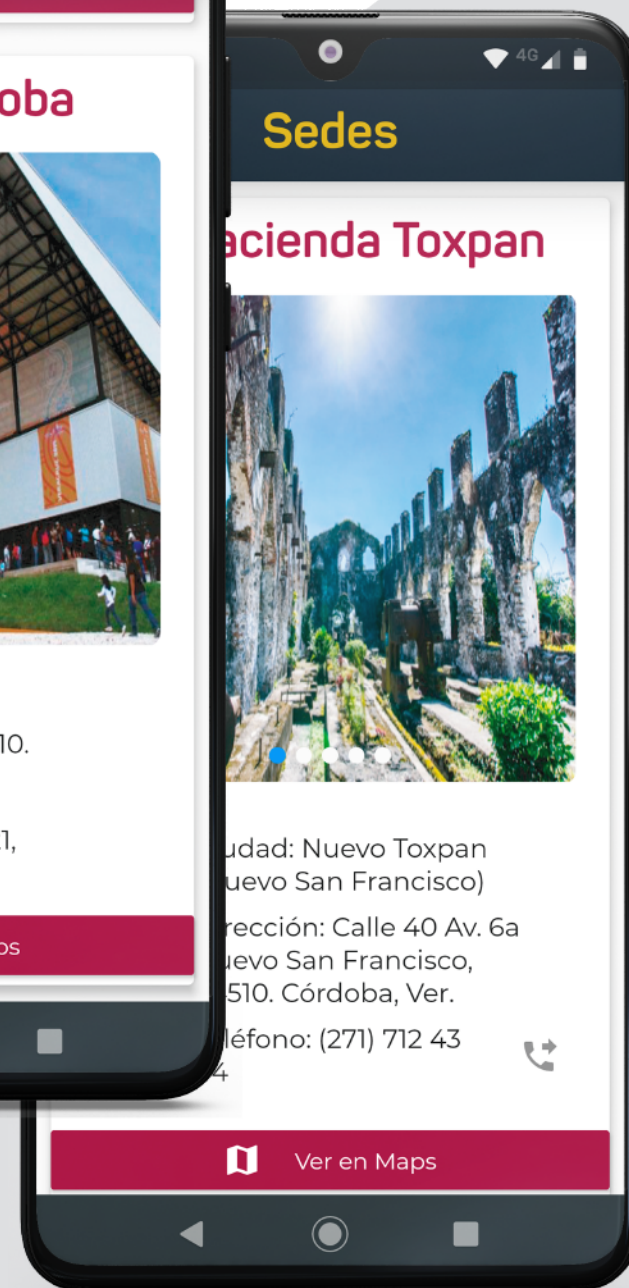 oba
10.
1,
os
4G
Sedes
acienda Toxpan
udad: Nuevo Toxpan
uevo San Francisco)
rección: Calle 40 Av. 6a
uevo San Francisco,
510. Córdoba, Ver.
léfono: (271) 712 43
4
Ver en Maps